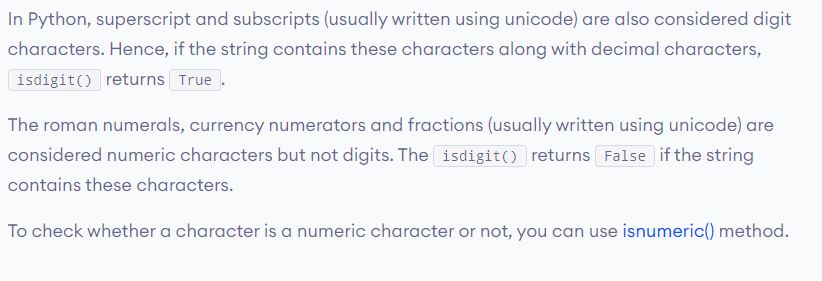 In Python, superscript and subscripts (usually written using unicode) are also considered digit
characters. Hence, if the string contains these characters along with decimal characters,
isdigit() returns True .
The roman numerals, currency numerators and fractions (usually written using unicode) are
considered numeric characters but not digits. The isdigit() returns False if the string
contains these characters.
To check whether a character is a numeric character or not, you can use isnumeric() method.